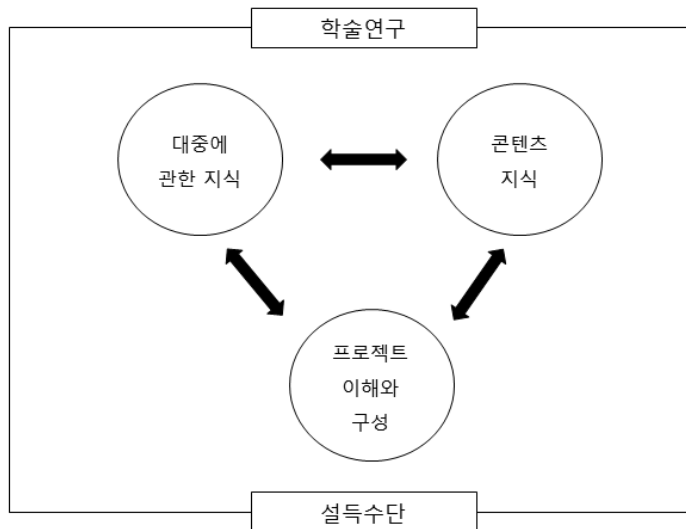 학술연구
대중에
관한 지식
콘텐츠
지식
프로젝트
이해와
구성
설득수단